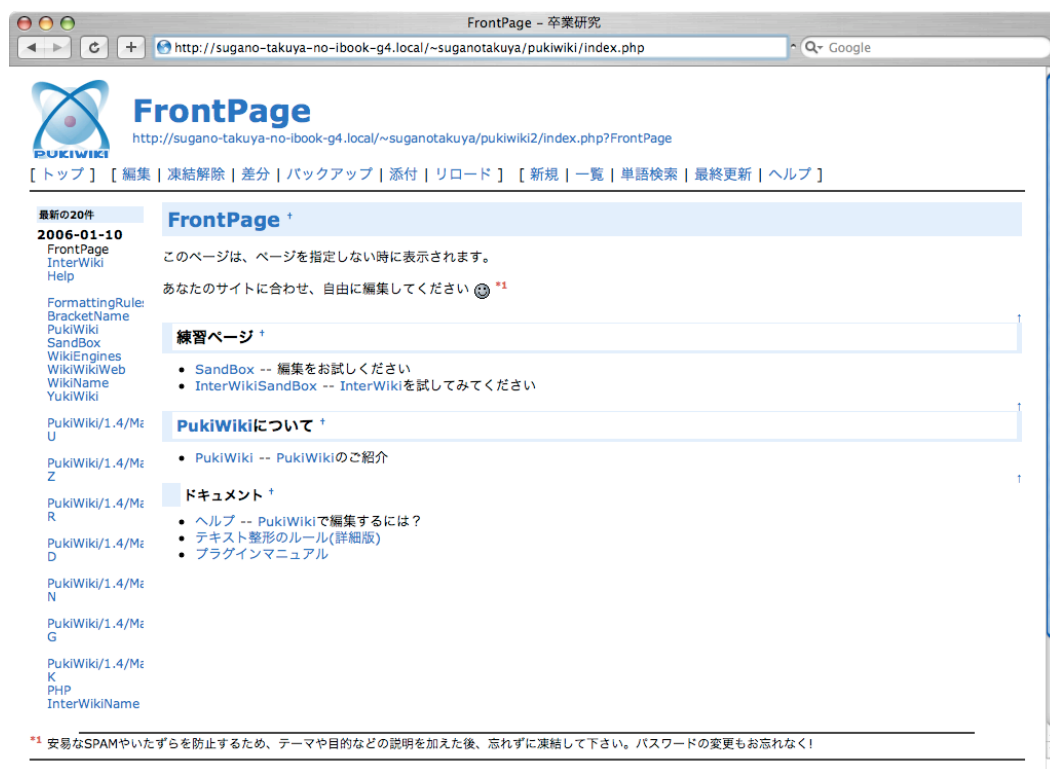 FrontPage – 卒業研究
http://sugano-takuya-no-ibook-g4.local/~suganotakuya/pukiwiki/index.php
Google
PUKIWIKI
FrontPage
http://sugano-takuya-no-ibook-g4.local/~suganotakuya/pukiwiki2/index.php?FrontPage
[ トップ ] [ 編集 | 凍結解除 | 差分 | バックアップ | 添付 | リロード ] [ 新規 | 一覧 | 単語検索 | 最終更新 | ヘルプ ]
最新の20件
2006-01-10
FrontPage
InterWiki
Help
FormattingRules
BracketName
PukiWiki
SandBox
WikiEngines
WikiWikiWeb
WikiName
YukiWiki
PukiWiki/1.4/Ma
U
PukiWiki/1.4/Ma
Z
PukiWiki/1.4/Ma
R
PukiWiki/1.4/Ma
D
PukiWiki/1.4/Ma
N
PukiWiki/1.4/Ma
G
PukiWiki/1.4/Ma
K
PHP
InterWikiName
FrontPage †
このページは、ページを指定しない時に表示されます。
あなたのサイトに合わせ、自由に編集してください *1
↑
練習ページ †
• SandBox -- 編集をお試しください
• InterWikiSandBox -- InterWikiを試してみてください
↑
PukiWikiについて †
• PukiWiki -- PukiWikiのご紹介
↑
ドキュメント †
• ヘルプ -- PukiWikiで編集するには？
• テキスト整形のルール(詳細版)
• プラグインマニュアル
*1 安易なSPAMやいたずらを防止するため、テーマや目的などの説明を加えた後、忘れずに凍結して下さい。パスワードの変更もお忘れなく!